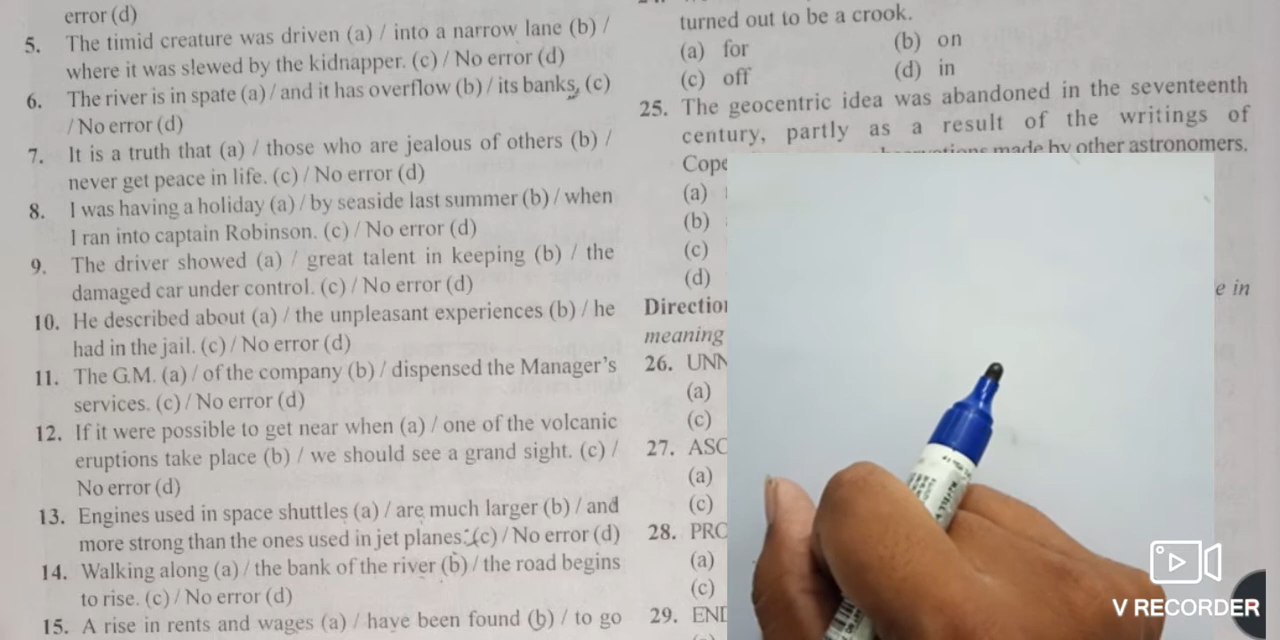 error (d)
5. The timid creature was driven (a) / into a narrow lane (b) /
where it was slewed by the kidnapper. (c) / No error (d)
6. The river is in spate (a) / and it has overflow (b) / its banks, (c)
/ No error (d)
7. It is a truth that (a) / those who are jealous of others (b) /
never get peace in life. (c) / No error (d)
8. I was having a holiday (a) / by seaside last summer (b) / when
I ran into captain Robinson. (c) / No error (d)
9. The driver showed (a) / great talent in keeping (b) / the
damaged car under control. (c) / No error (d)
10. He described about (a) / the unpleasant experiences (b) / he
had in the jail. (c) / No error (d)
11. The G.M. (a) / of the company (b) / dispensed the Manager's
services. (c) / No error (d)
12. If it were possible to get near when (a) / one of the volcanic
eruptions take place (b) / we should see a grand sight. (c) /
No error (d)
13. Engines used in space shuttles (a) / are much larger (b) / and
more strong than the ones used in jet planes. (c) / No error (d)
14. Walking along (a) / the bank of the river (b) / the road begins
to rise. (c) / No error (d)
15. A rise in rents and wages (a) / have been found (b) / to go
turned out to be a crook.
(a) for (b) on
(c) off (d) in
25. The geocentric idea was abandoned in the seventeenth
century, partly as a result of the writings of
Cope made by other astronomers.
(a)
(b)
(c)
(d)
e in
Directio
meaning
26. UNN
(a)
(c)
27. ASC
(a)
(c)
28. PRO
(a)
(c)
29. END
V RECORDER